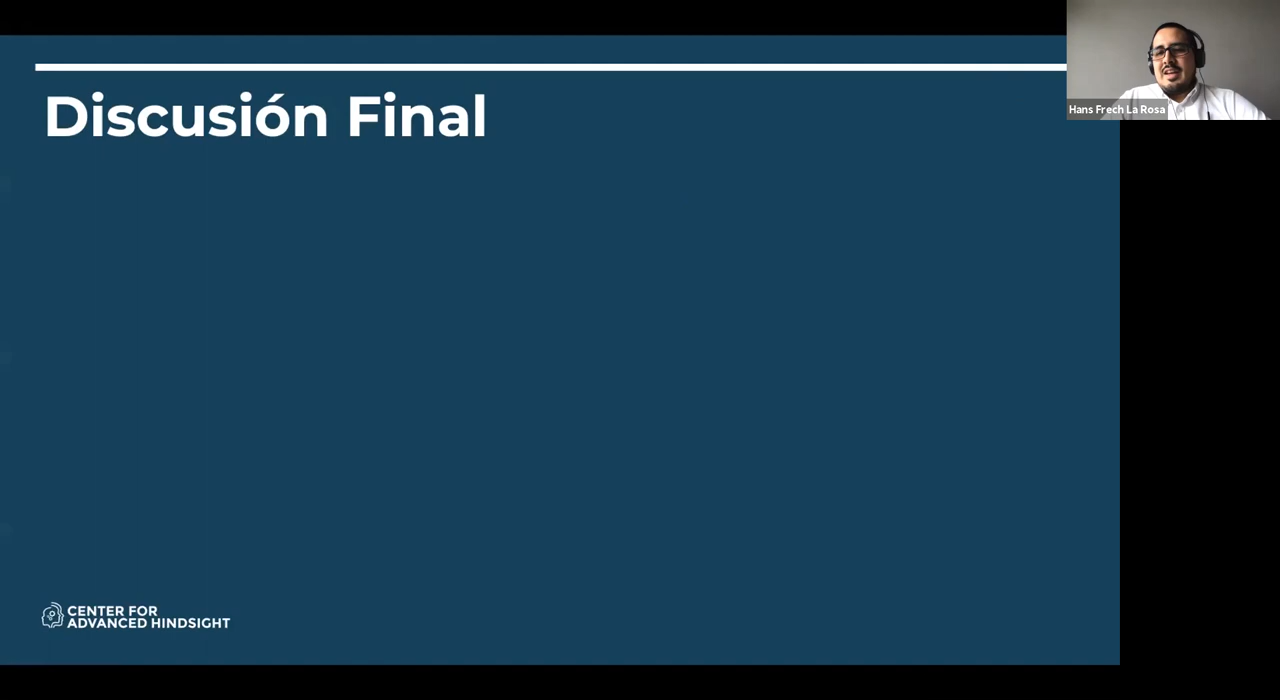 Discusión Final
Hans Frech La Rosa
CENTER FOR
ADVANCED HINDSIGHT